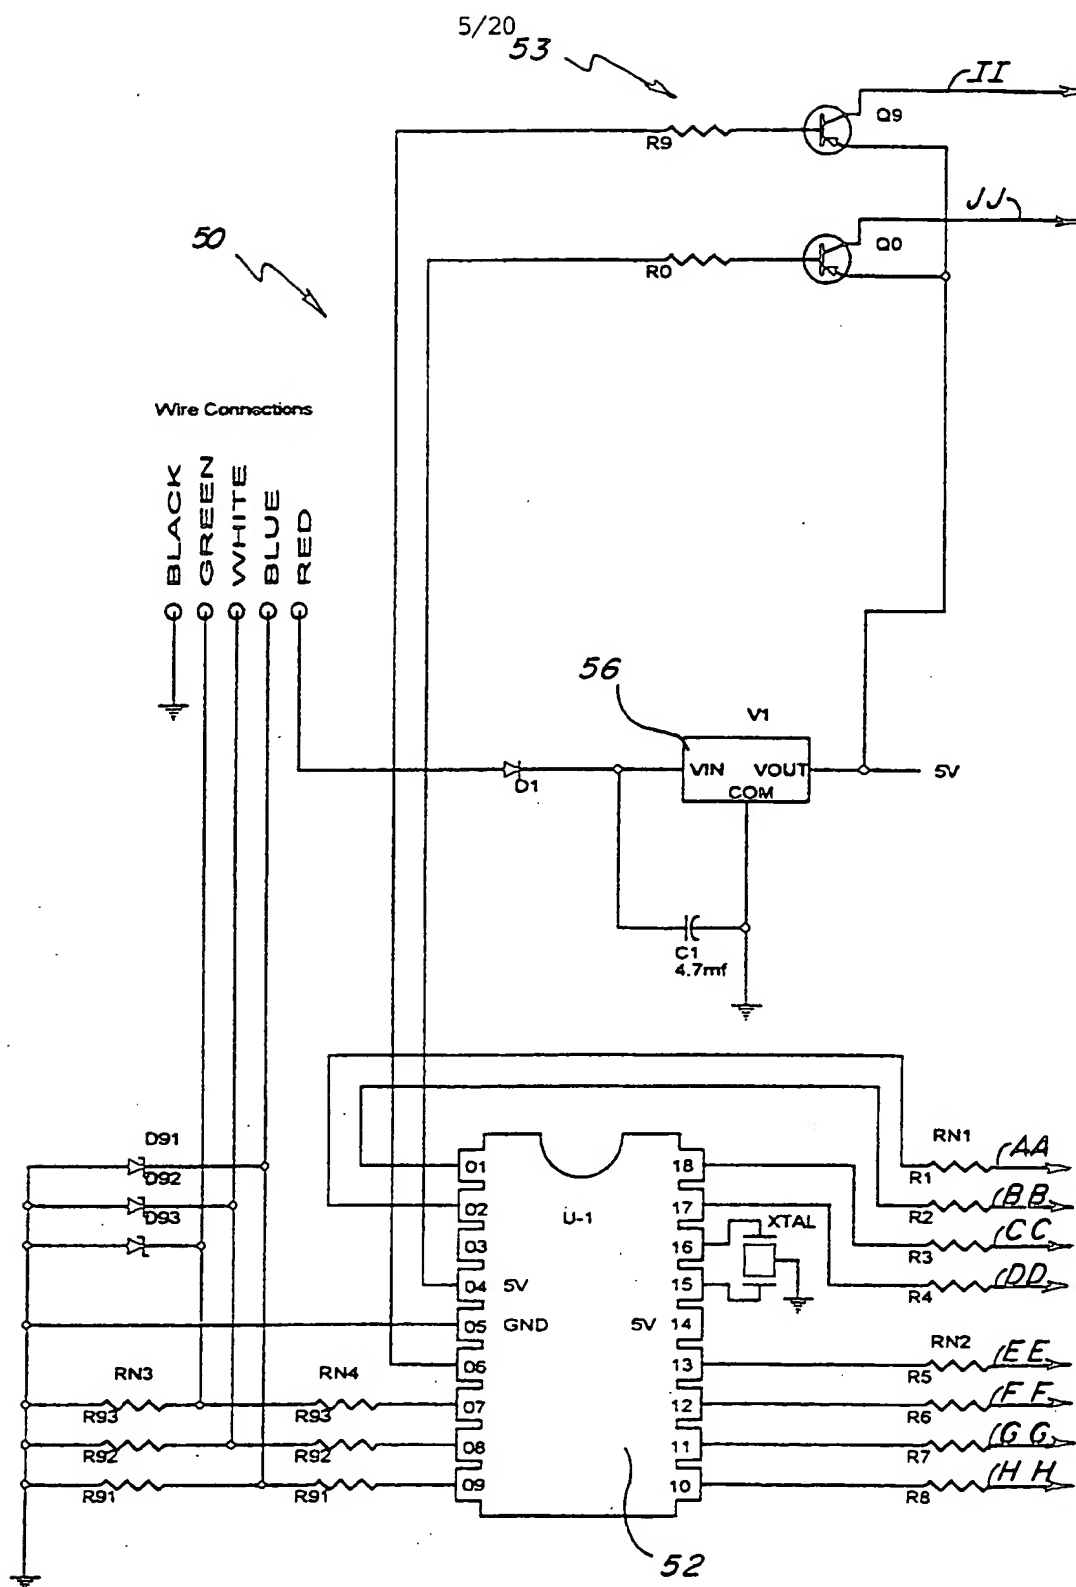 5/20
53
II
Q9
R9
JJ
50
Q0
R0
Wire Connections
BLACK
GREEN
WHITE
BLUE
RED
56
V1
VIN VOUT
COM
5V
D1
C1
4.7mf
D91
D92
D93
RN1
AA
R1
BB
R2
CC
R3
DD
R4
01
02
03
04 5V
05 GND
06
07
08
09
U-1
18
17
16
15
5V 14
13
12
11
10
XTAL
RN2
EE
R5
FF
R6
GG
R7
HH
R8
RN3
RN4
R93
R93
R92
R92
R91
R91
52